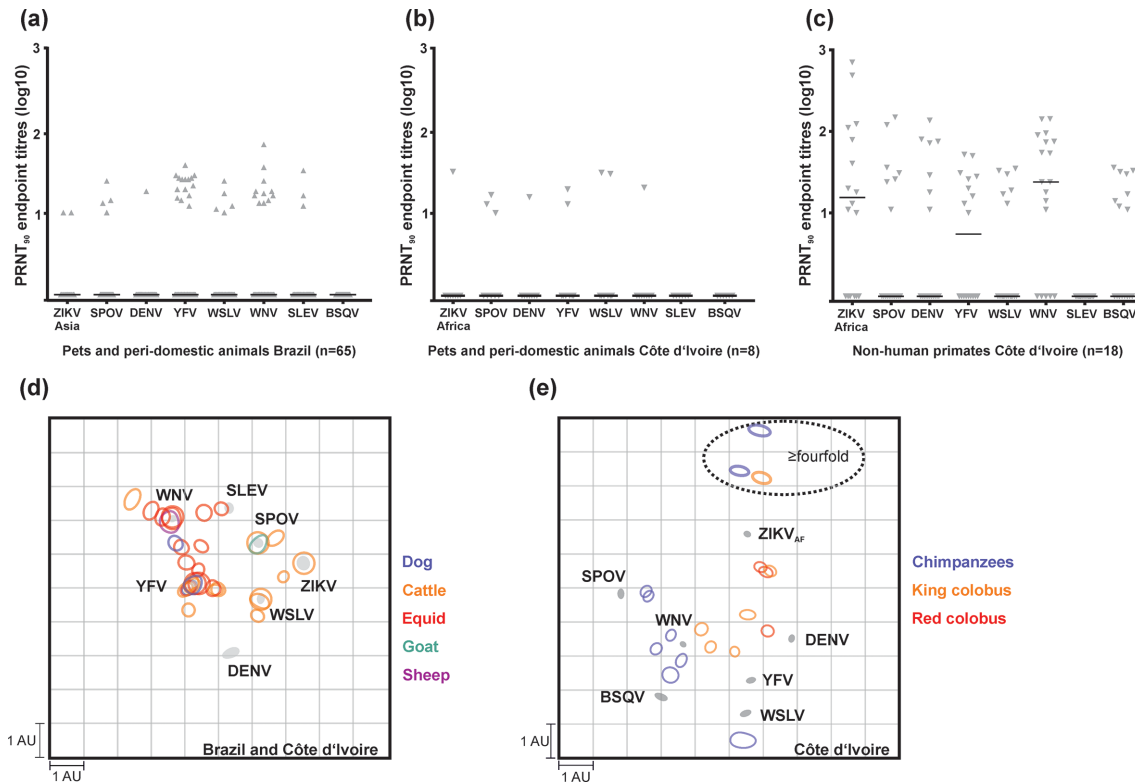 (a)
PRNT90 endpoint titres (log10)
3
2
1
ZIKV Asia SPOV DENV YFV WSLV WNV SLEV BSQV
Pets and peri-domestic animals Brazil (n=65)
(b)
PRNT90 endpoint titres (log10)
3
2
1
ZIKV Africa SPOV DENV YFV WSLV WNV SLEV BSQV
Pets and peri-domestic animals Côte d'Ivoire (n=8)
(c)
PRNT90 endpoint titres (log10)
3
2
1
ZIKV Africa SPOV DENV YFV WSLV WNV SLEV BSQV
Non-human primates Côte d'Ivoire (n=18)
(d)
WNV
SLEV
SPOV
ZIKV
YFV
WSLV
DENV
Brazil and Côte d'Ivoire
1 AU
1 AU
Dog
Cattle
Equid
Goat
Sheep
(e)
≥fourfold
ZIKVAF
SPOV
WNV
DENV
YFV
BSQV
WSLV
Côte d'Ivoire
1 AU
1 AU
Chimpanzees
King colobus
Red colobus